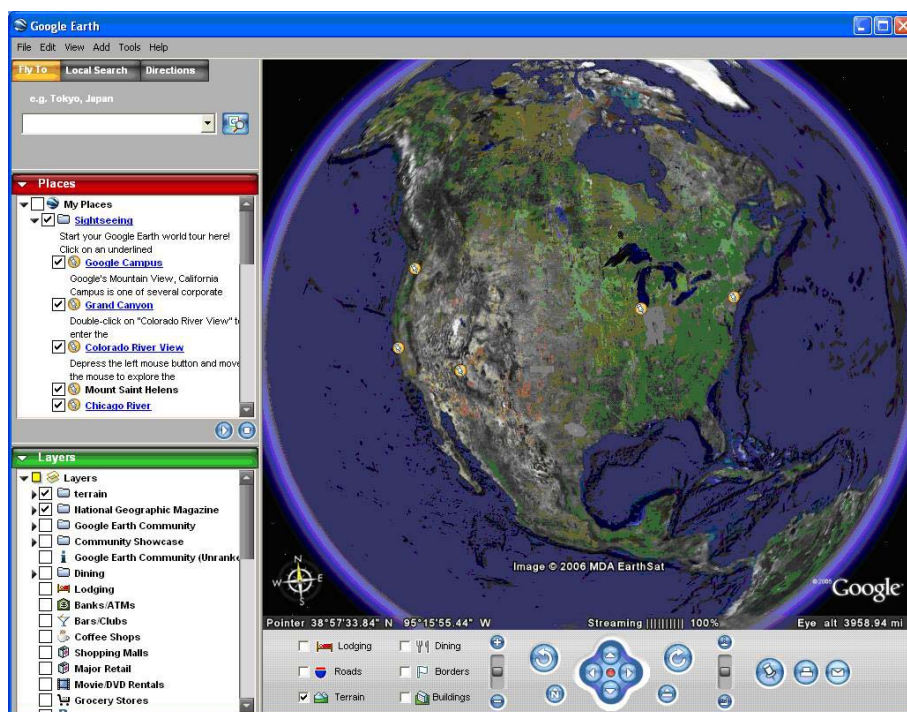 Google Earth
File Edit View Add Tools Help
Fly To Local Search Directions
e.g. Tokyo, Japan
Places
My Places
Sightseeing
Start your Google Earth world tour here!
Click on an underlined
Google Campus
Google's Mountain View, California
Campus is one of several corporate
Grand Canyon
Double-click on "Colorado River View" to
enter the
Colorado River View
Depress the left mouse button and move
the mouse to explore the
Mount Saint Helens
Chicago River
Layers
Layers
terrain
National Geographic Magazine
Google Earth Community
Community Showcase
Google Earth Community (Unranke
Dining
Lodging
Banks/ATMs
Bars/Clubs
Coffee Shops
Shopping Malls
Major Retail
Movie/DVD Rentals
Grocery Stores
N
W E
S
Image © 2006 MDA EarthSat
© 2005 Google
Pointer 38°57'33.84" N 95°15'55.44" W Streaming |||||||||| 100% Eye alt 3958.94 mi
Lodging Dining
Roads Borders
Terrain Buildings
N